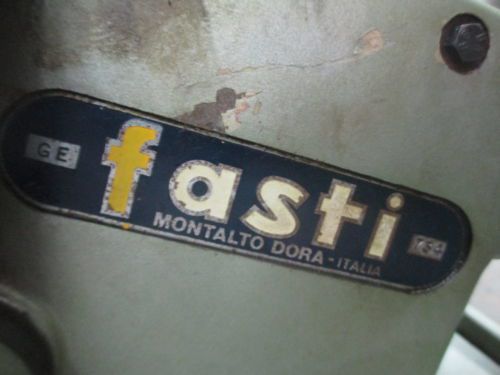 GE
fasti
MONTALTO DORA - ITALIA